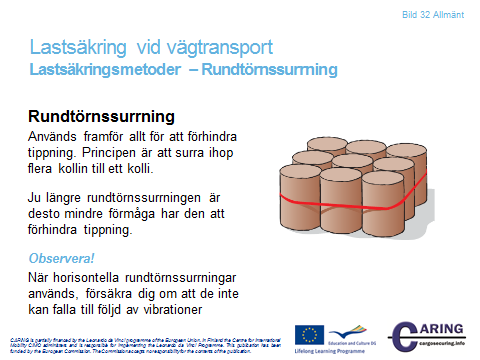 Bild 32 Allmänt
Lastsäkring vid vägtransport
Lastsäkringsmetoder – Rundtörnssurrning
Rundtörnssurrning
Används framför allt för att förhindra
tippning. Principen är att surra ihop
flera kollin till ett kolli.
Ju längre rundtörnssurrningen är
desto mindre förmåga har den att
förhindra tippning.
Observera!
När horisontella rundtörnssurrningar
används, försäkra dig om att de inte
kan falla till följd av vibrationer
CARING is partially financed by the Leonardo da Vinci programme of the European Union. In Finland the Centre for International
Mobility CIMO administers and is responsible for implementing the Leonardo da Vinci Programme. This publication has been
funded by the European Commission. The Commission accepts no responsibility for the contents of the publication.
Education and Culture DG
Lifelong Learning Programme
CARING
cargosecuring.info